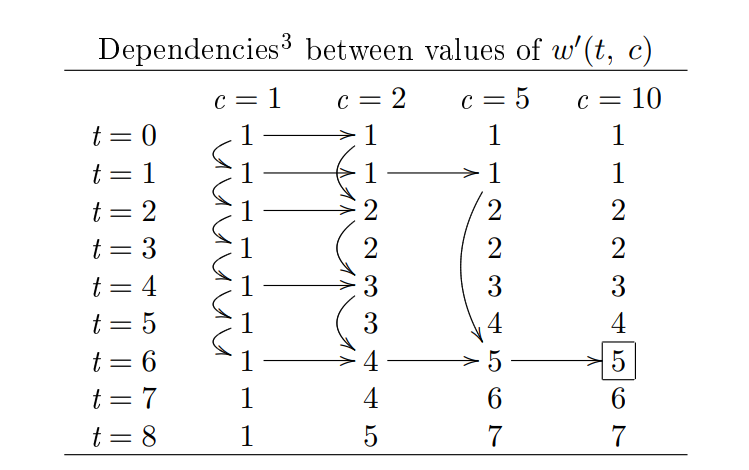 Dependencies³ between values of w′(t, c)
c = 1 c = 2 c = 5 c = 10
t = 0 1 1 1 1
t = 1 1 1 1 1
t = 2 1 2 2 2
t = 3 1 2 2 2
t = 4 1 3 3 3
t = 5 1 3 4 4
t = 6 1 4 5 5
t = 7 1 4 6 6
t = 8 1 5 7 7